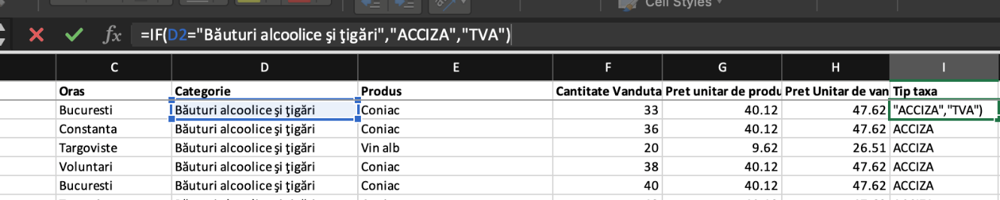 Cell Styles
fx =IF(D2="Băuturi alcoolice şi ţigări","ACCIZA","TVA")
C D E F G H I
Oras Categorie Produs Cantitate Vanduta Pret unitar de produ Pret Unitar de van Tip taxa
Bucuresti Băuturi alcoolice şi ţigări Coniac 33 40.12 47.62 "ACCIZA","TVA")
Constanta Băuturi alcoolice şi ţigări Coniac 36 40.12 47.62 ACCIZA
Targoviste Băuturi alcoolice şi ţigări Vin alb 20 9.62 26.51 ACCIZA
Voluntari Băuturi alcoolice şi ţigări Coniac 38 40.12 47.62 ACCIZA
Bucuresti Băuturi alcoolice şi ţigări Coniac 40 40.12 47.62 ACCIZA